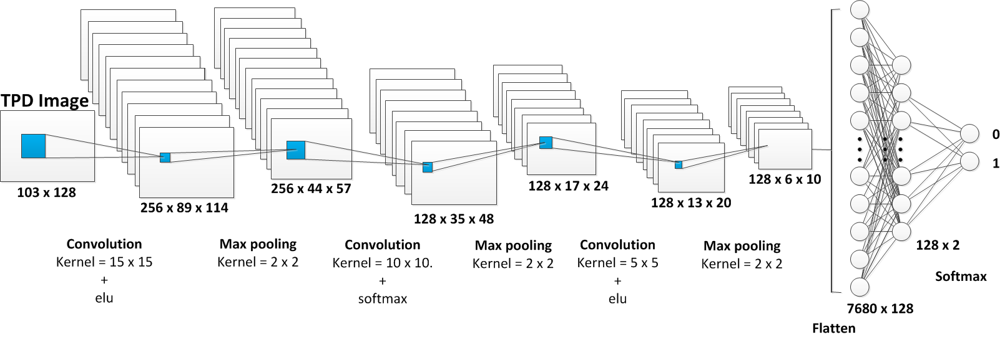 TPD Image
103 x 128
256 x 89 x 114
256 x 44 x 57
128 x 35 x 48
128 x 17 x 24
128 x 13 x 20
128 x 6 x 10
0
1
Convolution
Kernel = 15 x 15
+
elu
Max pooling
Kernel = 2 x 2
Convolution
Kernel = 10 x 10.
+
softmax
Max pooling
Kernel = 2 x 2
Convolution
Kernel = 5 x 5
+
elu
Max pooling
Kernel = 2 x 2
128 x 2
Softmax
7680 x 128
Flatten